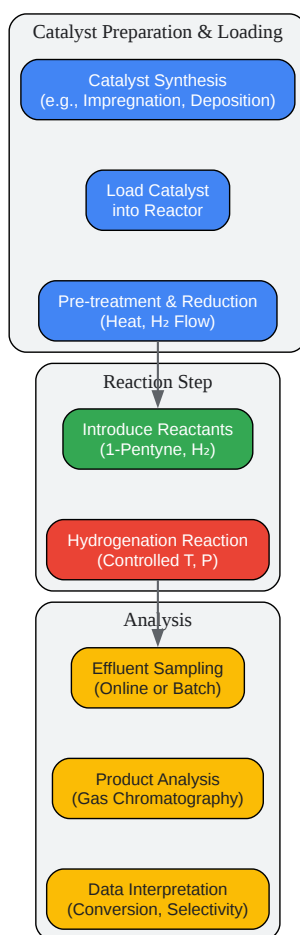 Catalyst Preparation & Loading
Catalyst Synthesis
(e.g., Impregnation, Deposition)
Load Catalyst
into Reactor
Pre-treatment & Reduction
(Heat, H₂ Flow)
Reaction Step
Introduce Reactants
(1-Pentyne, H₂)
Hydrogenation Reaction
(Controlled T, P)
Analysis
Effluent Sampling
(Online or Batch)
Product Analysis
(Gas Chromatography)
Data Interpretation
(Conversion, Selectivity)